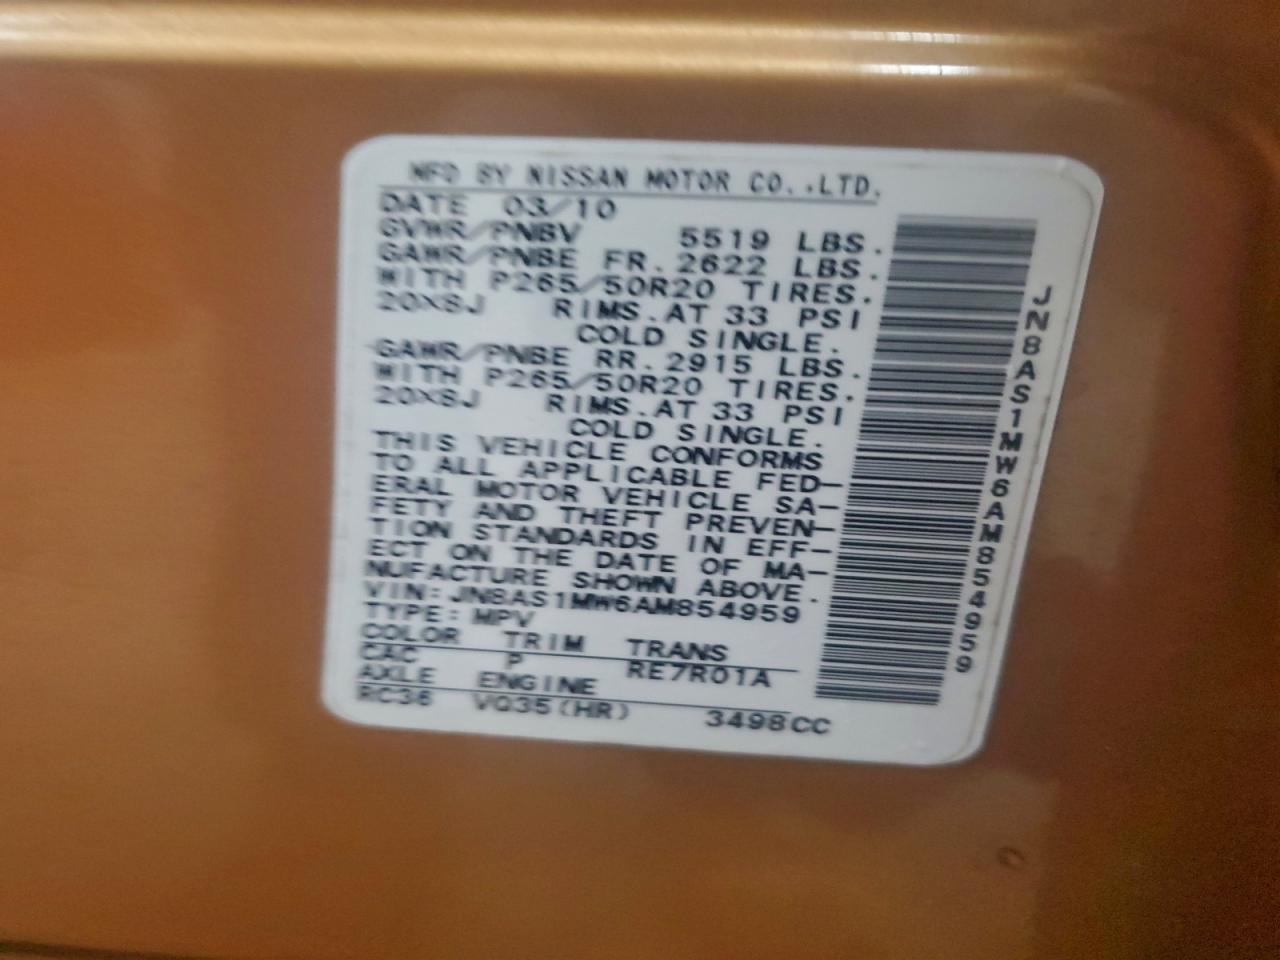 MFD BY NISSAN MOTOR CO.,LTD.
DATE 03/10
GVWR/PNBV 5519 LBS.
GAWR/PNBE FR. 2622 LBS.
WITH P265/50R20 TIRES.
20X8J RIMS. AT 33 PSI
COLD SINGLE.
GAWR/PNBE RR. 2915 LBS.
WITH P265/50R20 TIRES.
20X8J RIMS. AT 33 PSI
COLD SINGLE.
THIS VEHICLE CONFORMS
TO ALL APPLICABLE FED-
ERAL MOTOR VEHICLE SA-
FETY AND THEFT PREVEN-
TION STANDARDS IN EFF-
ECT ON THE DATE OF MA-
NUFACTURE SHOWN ABOVE.
VIN: JN8AS1MW6AM854959
TYPE: MPV
COLOR TRIM TRANS
CAC P RE7R01A
AXLE ENGINE
RC36 VQ35(HR) 3498CC
JN8AS1MW6AM854959